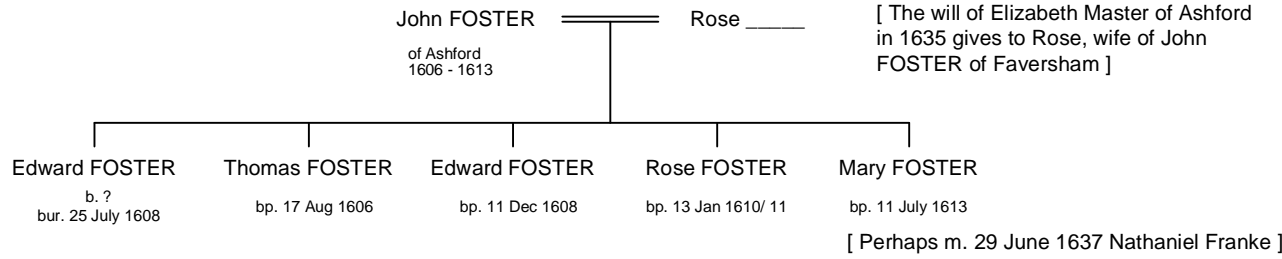 John FOSTER
of Ashford
1606 - 1613
Rose _____
[ The will of Elizabeth Master of Ashford
in 1635 gives to Rose, wife of John
FOSTER of Faversham ]
Edward FOSTER
b. ?
bur. 25 July 1608
Thomas FOSTER
bp. 17 Aug 1606
Edward FOSTER
bp. 11 Dec 1608
Rose FOSTER
bp. 13 Jan 1610/ 11
Mary FOSTER
bp. 11 July 1613
[ Perhaps m. 29 June 1637 Nathaniel Franke ]